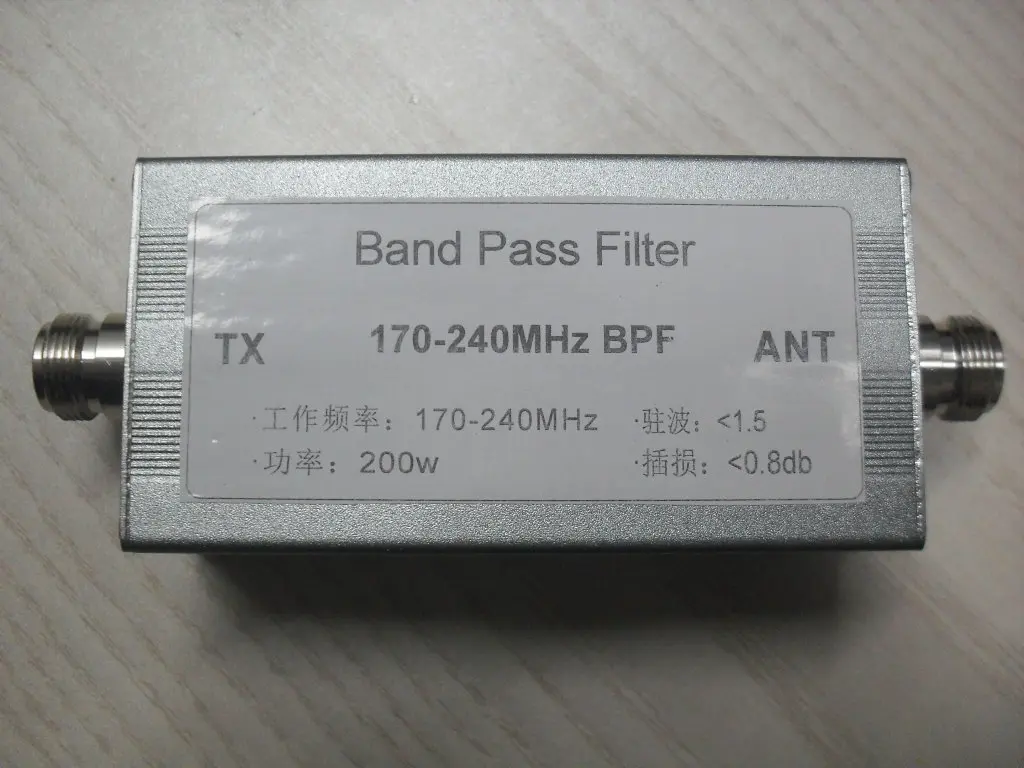 Band Pass Filter
TX 170-240MHz BPF ANT
·工作频率：170-240MHz ·驻波：<1.5
·功率：200w ·插损：<0.8db